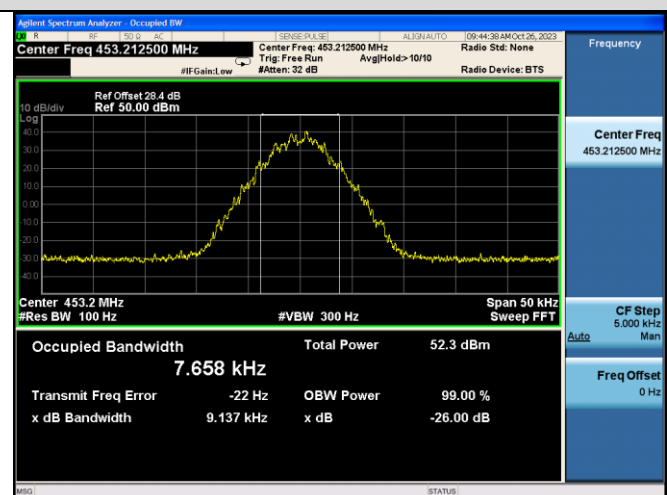 Agilent Spectrum Analyzer - Occupied BW
R RF 50 Ω AC SENSE:PULSE ALIGN AUTO 09:44:38 AM Oct 26, 2023
Center Freq 453.212500 MHz
Center Freq: 453.212500 MHz
Radio Std: None
Trig: Free Run Avg|Hold:>10/10
#IFGain:Low
#Atten: 32 dB
Radio Device: BTS
Ref Offset 28.4 dB
10 dB/div Ref 50.00 dBm
Log
40.0
30.0
20.0
10.0
0.00
-10.0
-20.0
-30.0
-40.0
Center 453.2 MHz
Span 50 kHz
#Res BW 100 Hz
#VBW 300 Hz
Sweep FFT
Occupied Bandwidth
Total Power 52.3 dBm
7.658 kHz
Transmit Freq Error -22 Hz
OBW Power 99.00 %
x dB Bandwidth 9.137 kHz
x dB -26.00 dB
MSG
STATUS
Frequency
Center Freq
453.212500 MHz
CF Step
5.000 kHz
Auto Man
Freq Offset
0 Hz